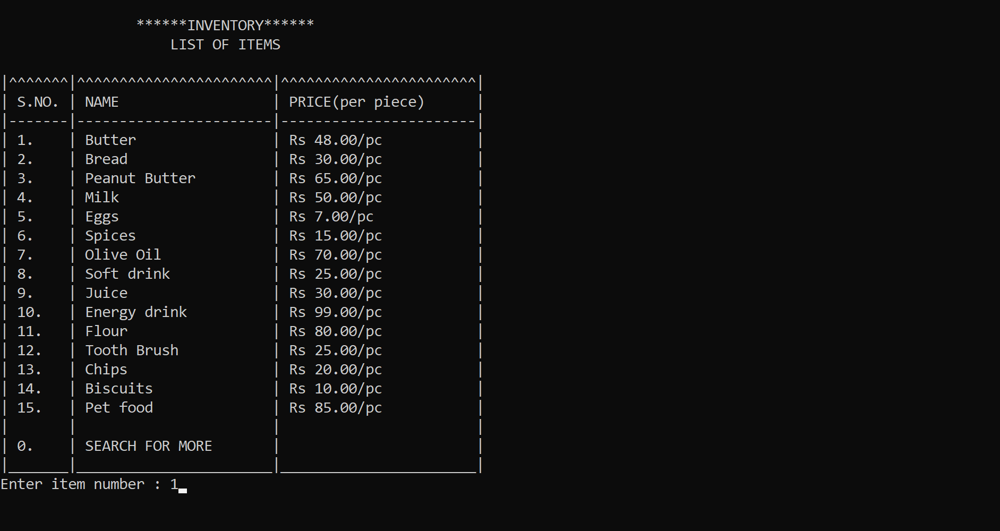 ******INVENTORY******
LIST OF ITEMS
|^^^^^^^|^^^^^^^^^^^^^^^^^^^^^^^|^^^^^^^^^^^^^^^^^^^^^^^|
| S.NO. | NAME | PRICE(per piece) |
|-------|-----------------------|-----------------------|
| 1. | Butter | Rs 48.00/pc |
| 2. | Bread | Rs 30.00/pc |
| 3. | Peanut Butter | Rs 65.00/pc |
| 4. | Milk | Rs 50.00/pc |
| 5. | Eggs | Rs 7.00/pc |
| 6. | Spices | Rs 15.00/pc |
| 7. | Olive Oil | Rs 70.00/pc |
| 8. | Soft drink | Rs 25.00/pc |
| 9. | Juice | Rs 30.00/pc |
| 10. | Energy drink | Rs 99.00/pc |
| 11. | Flour | Rs 80.00/pc |
| 12. | Tooth Brush | Rs 25.00/pc |
| 13. | Chips | Rs 20.00/pc |
| 14. | Biscuits | Rs 10.00/pc |
| 15. | Pet food | Rs 85.00/pc |
| | | |
| 0. | SEARCH FOR MORE | |
|_______|_______________________|_______________________|
Enter item number : 1_